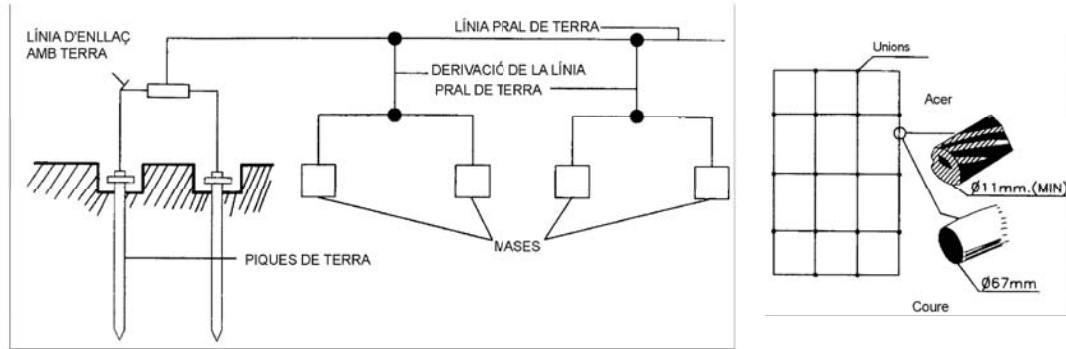 LÍNIA D'ENLLAÇ
AMB TERRA
LÍNIA PRAL DE TERRA
DERIVACIÓ DE LA LÍNIA
PRAL DE TERRA
MASES
PIQUES DE TERRA
Unions
Acer
Ø11mm.(MIN)
Ø67mm
Coure